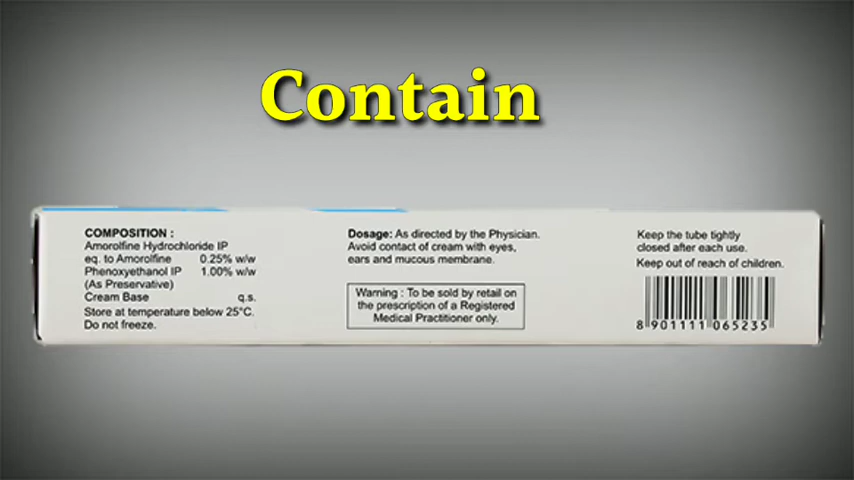 Contain
COMPOSITION :
Amorolfine Hydrochloride IP
eq. to Amorolfine 0.25% w/w
Phenoxyethanol IP 1.00% w/w
(As Preservative)
Cream Base q.s.
Store at temperature below 25°C.
Do not freeze.
Dosage: As directed by the Physician.
Avoid contact of cream with eyes,
ears and mucous membrane.
Warning : To be sold by retail on
the prescription of a Registered
Medical Practitioner only.
Keep the tube tightly
closed after each use.
Keep out of reach of children.
8 901111 065235